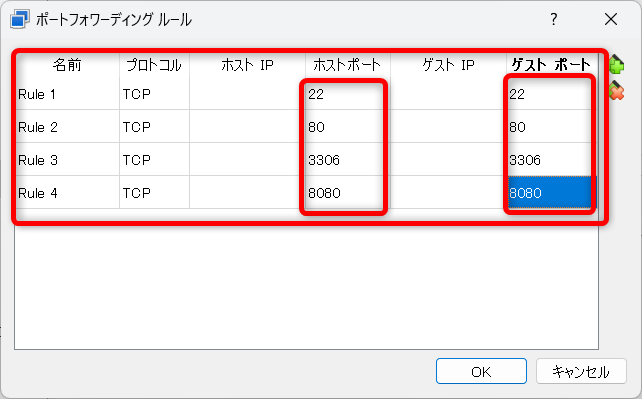 ポートフォワーディング ルール
名前 プロトコル ホスト IP ホストポート ゲスト IP ゲスト ポート
Rule 1 TCP 22 22
Rule 2 TCP 80 80
Rule 3 TCP 3306 3306
Rule 4 TCP 8080 8080
OK キャンセル